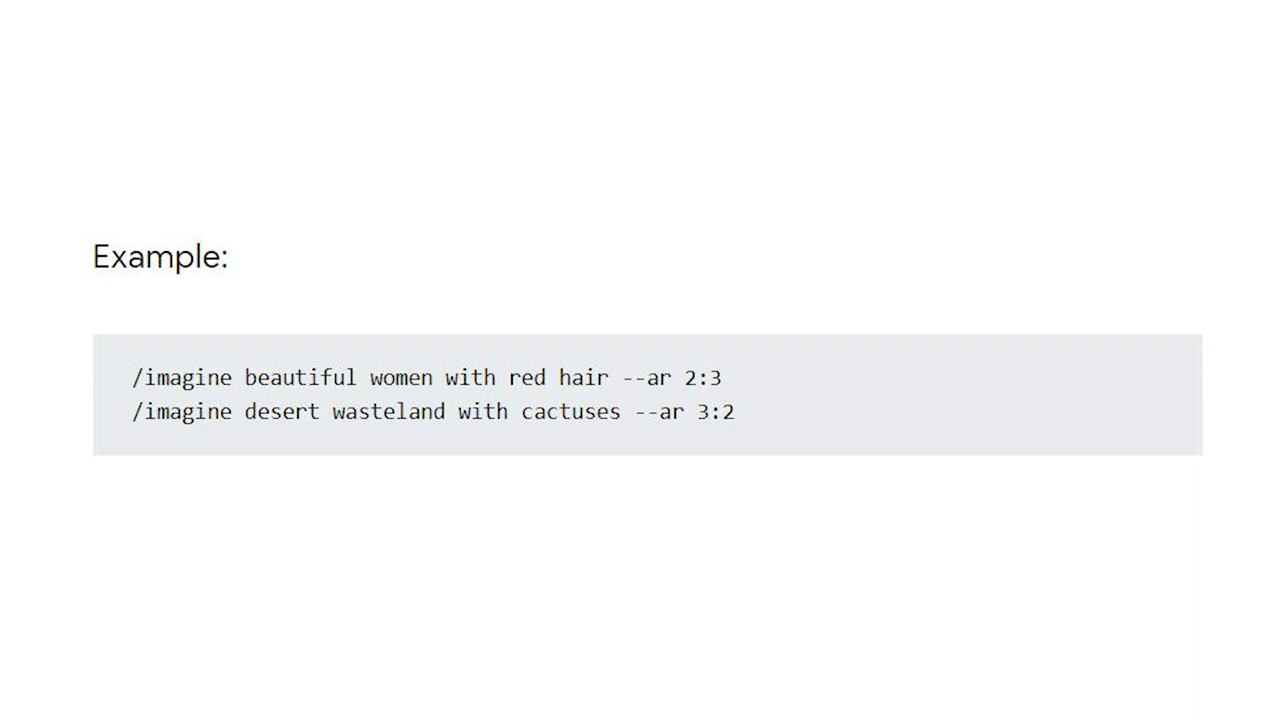 Example:
/imagine beautiful women with red hair --ar 2:3
/imagine desert wasteland with cactuses --ar 3:2